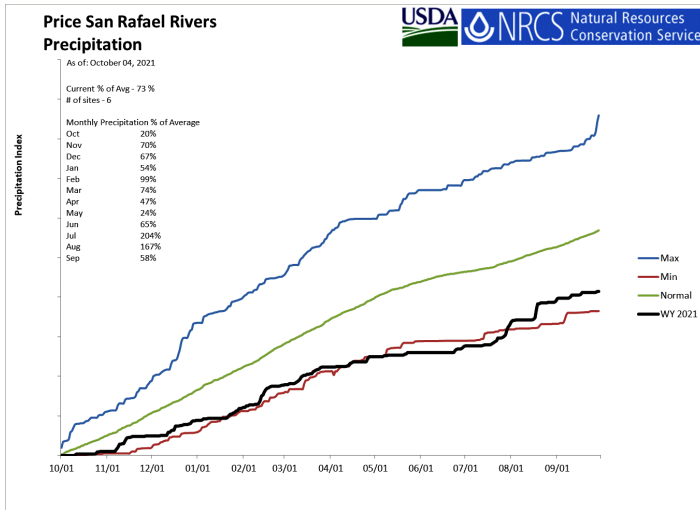 Price San Rafael Rivers
Precipitation
USDA
NRCS
Natural Resources
Conservation Service
As of: October 04, 2021
Current % of Avg - 73 %
# of sites - 6
Monthly Precipitation % of Average
Oct 20%
Nov 70%
Dec 67%
Jan 54%
Feb 99%
Mar 74%
Apr 47%
May 24%
Jun 65%
Jul 204%
Aug 167%
Sep 58%
Precipitation Index
Max
Min
Normal
WY 2021
10/01 11/01 12/01 01/01 02/01 03/01 04/01 05/01 06/01 07/01 08/01 09/01